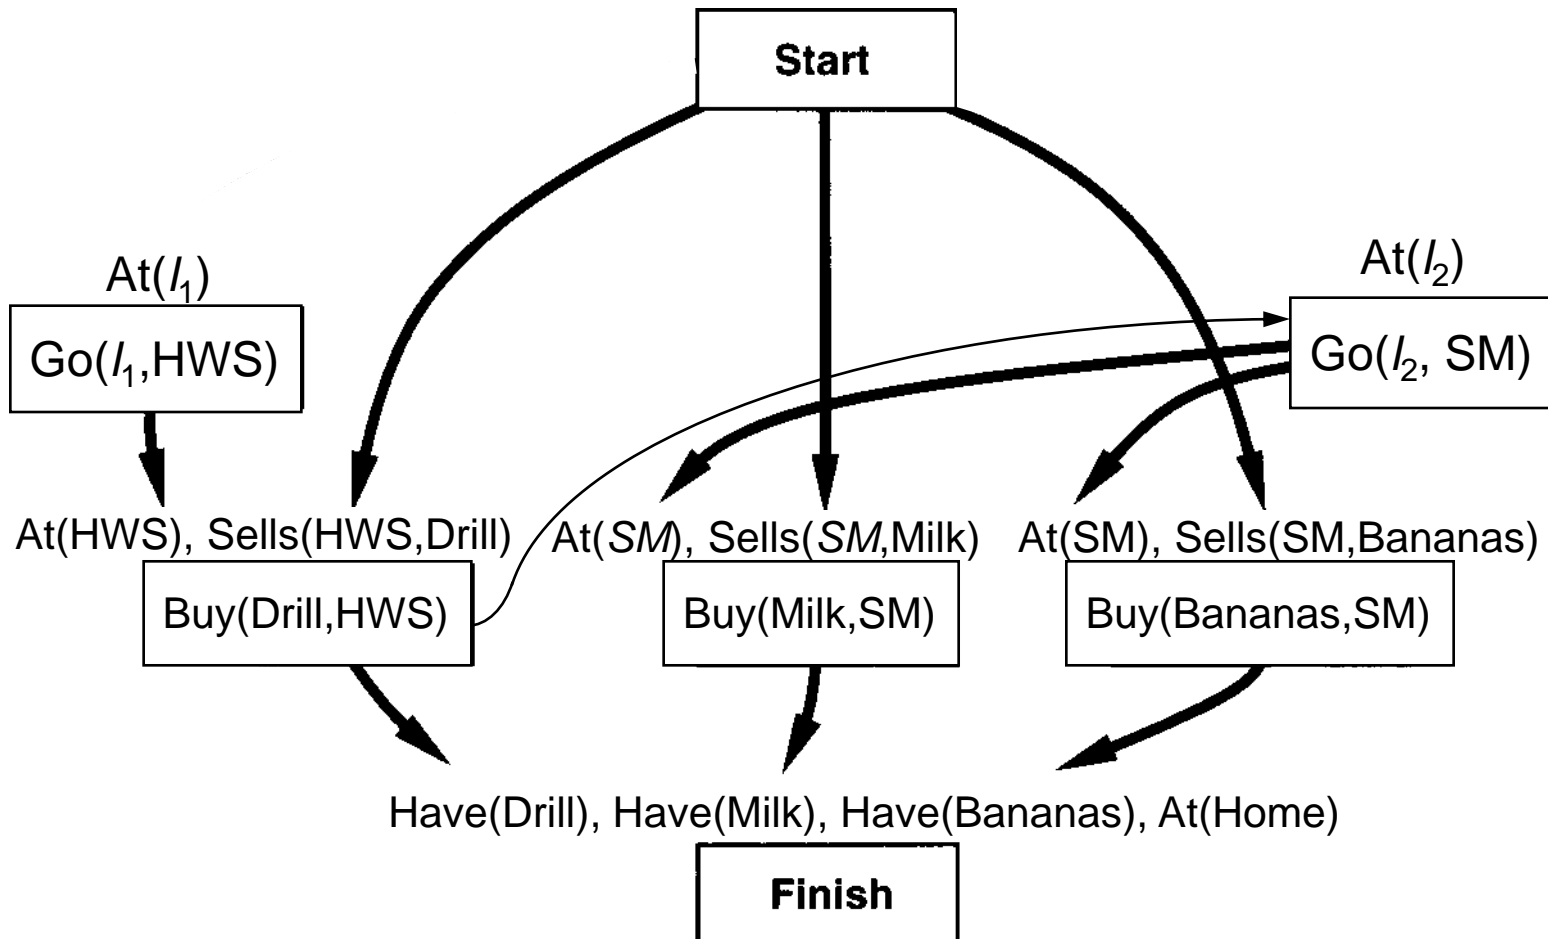 Start
At(l₁)
At(l₂)
Go(l₁,HWS)
Go(l₂, SM)
At(HWS), Sells(HWS,Drill)
At(SM), Sells(SM,Milk)
At(SM), Sells(SM,Bananas)
Buy(Drill,HWS)
Buy(Milk,SM)
Buy(Bananas,SM)
Have(Drill), Have(Milk), Have(Bananas), At(Home)
Finish